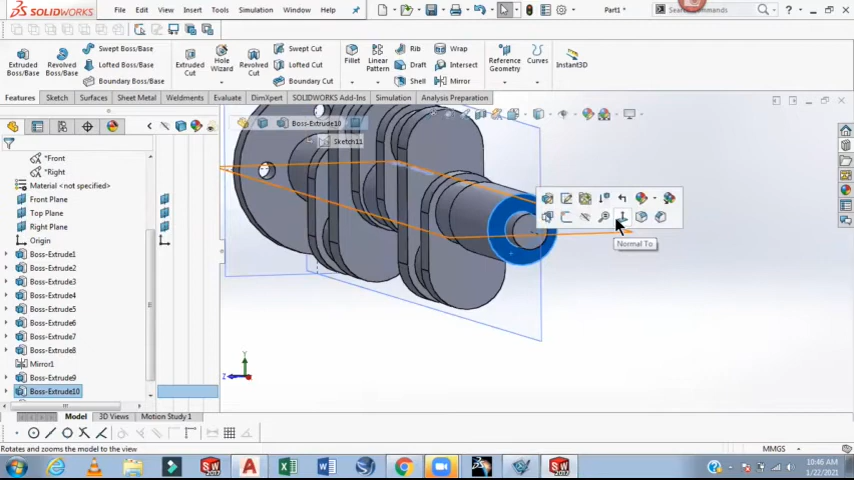 SOLIDWORKS File Edit View Insert Tools Simulation Window Help Part1 * Search Commands
Extruded Boss/Base
Revolved Boss/Base
Swept Boss/Base
Lofted Boss/Base
Boundary Boss/Base
Extruded Cut
Hole Wizard
Revolved Cut
Swept Cut
Lofted Cut
Boundary Cut
Fillet
Linear Pattern
Rib
Draft
Shell
Wrap
Intersect
Mirror
Reference Geometry
Curves
Instant3D
Features Sketch Surfaces Sheet Metal Weldments Evaluate DimXpert SOLIDWORKS Add-Ins Simulation Analysis Preparation
Boss-Extrude10
Sketch11
*Front
*Right
Material <not specified>
Front Plane
Top Plane
Right Plane
Origin
Boss-Extrude1
Boss-Extrude2
Boss-Extrude3
Boss-Extrude4
Boss-Extrude5
Boss-Extrude6
Boss-Extrude7
Boss-Extrude8
Mirror1
Boss-Extrude9
Boss-Extrude10
Normal To
Y
Z
Model 3D Views Motion Study 1
Rotates and zooms the model to the view MMGS
10:46 AM
1/22/2021